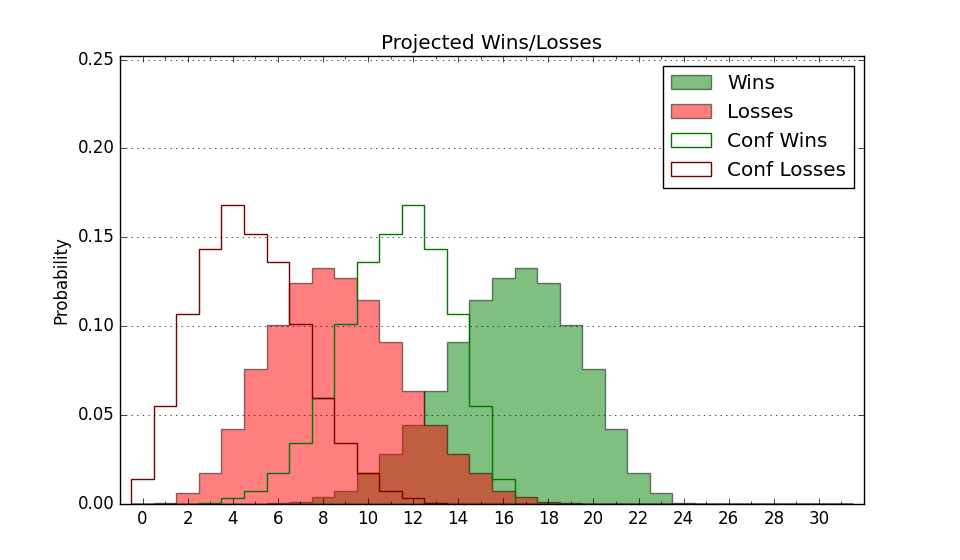 Projected Wins/Losses
0.25
0.20
0.15
0.10
0.05
0.00
Probability
Wins
Losses
Conf Wins
Conf Losses
0 2 4 6 8 10 12 14 16 18 20 22 24 26 28 30